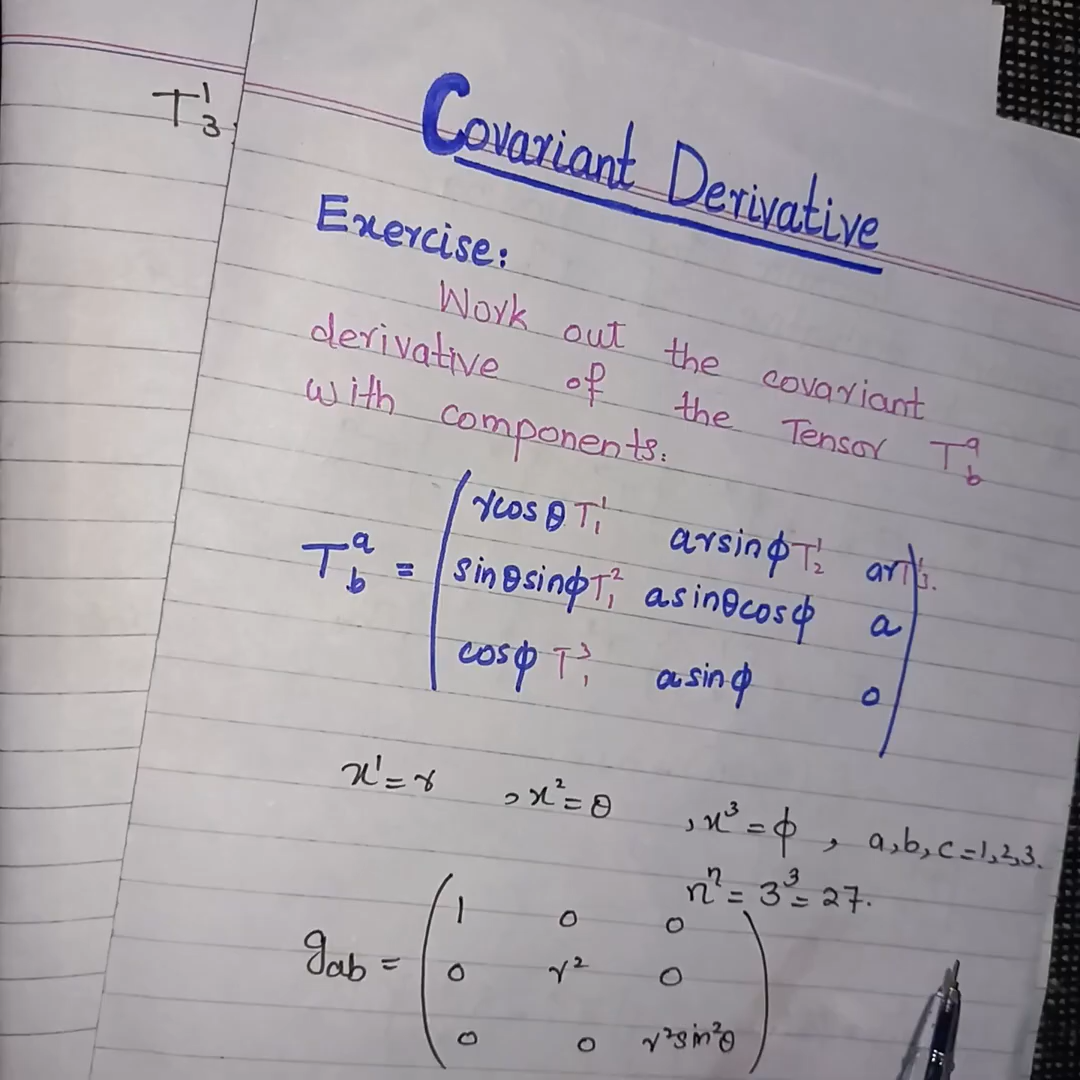 T¹₃.
Covariant Derivative
Exercise:
Work out the covariant
derivative of the Tensor Tᵃ_b
with components.
Tᵃ_b = ( rcosθ T¹₁ arsinφ T¹₂ ar T¹₃.
sinθsinφ T²₁ asinθcosφ a
cosφ T³₁ asinφ 0 )
x¹ = r , x² = θ , x³ = φ , a,b,c = 1,2,3.
nⁿ = 3³ = 27.
g_ab = ( 1 0 0
0 r² 0
0 0 r²sin²θ )